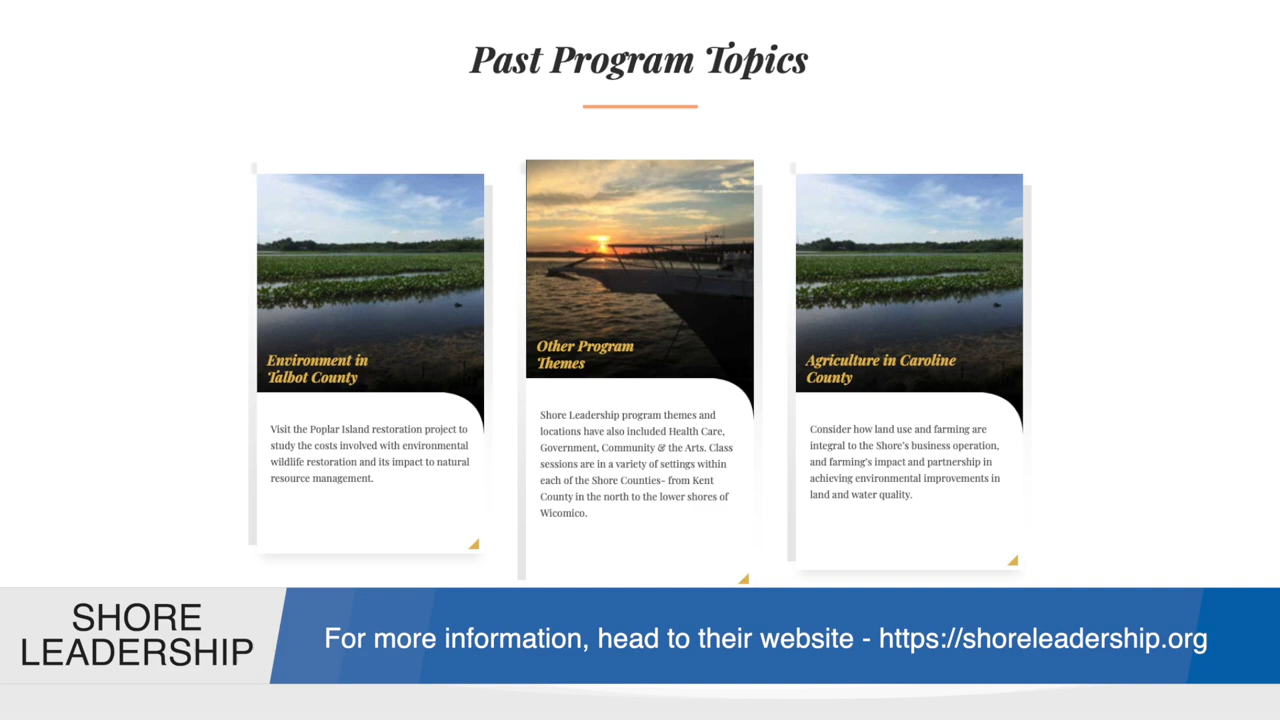 Past Program Topics
Environment in
Talbot County
Visit the Poplar Island restoration project to
study the costs involved with environmental
wildlife restoration and its impact to natural
resource management.
Other Program
Themes
Shore Leadership program themes and
locations have also included Health Care,
Government, Community & the Arts. Class
sessions are in a variety of settings within
each of the Shore Counties- from Kent
County in the north to the lower shores of
Wicomico.
Agriculture in Caroline
County
Consider how land use and farming are
integral to the Shore's business operation,
and farming's impact and partnership in
achieving environmental improvements in
land and water quality.
SHORE
LEADERSHIP
For more information, head to their website - https://shoreleadership.org